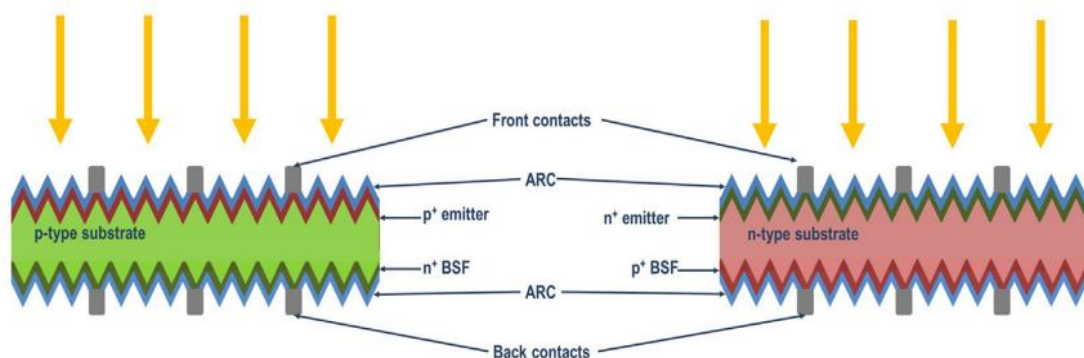 Front contacts
ARC
p⁺ emitter
n⁺ emitter
p-type substrate
n-type substrate
n⁺ BSF
p⁺ BSF
ARC
Back contacts